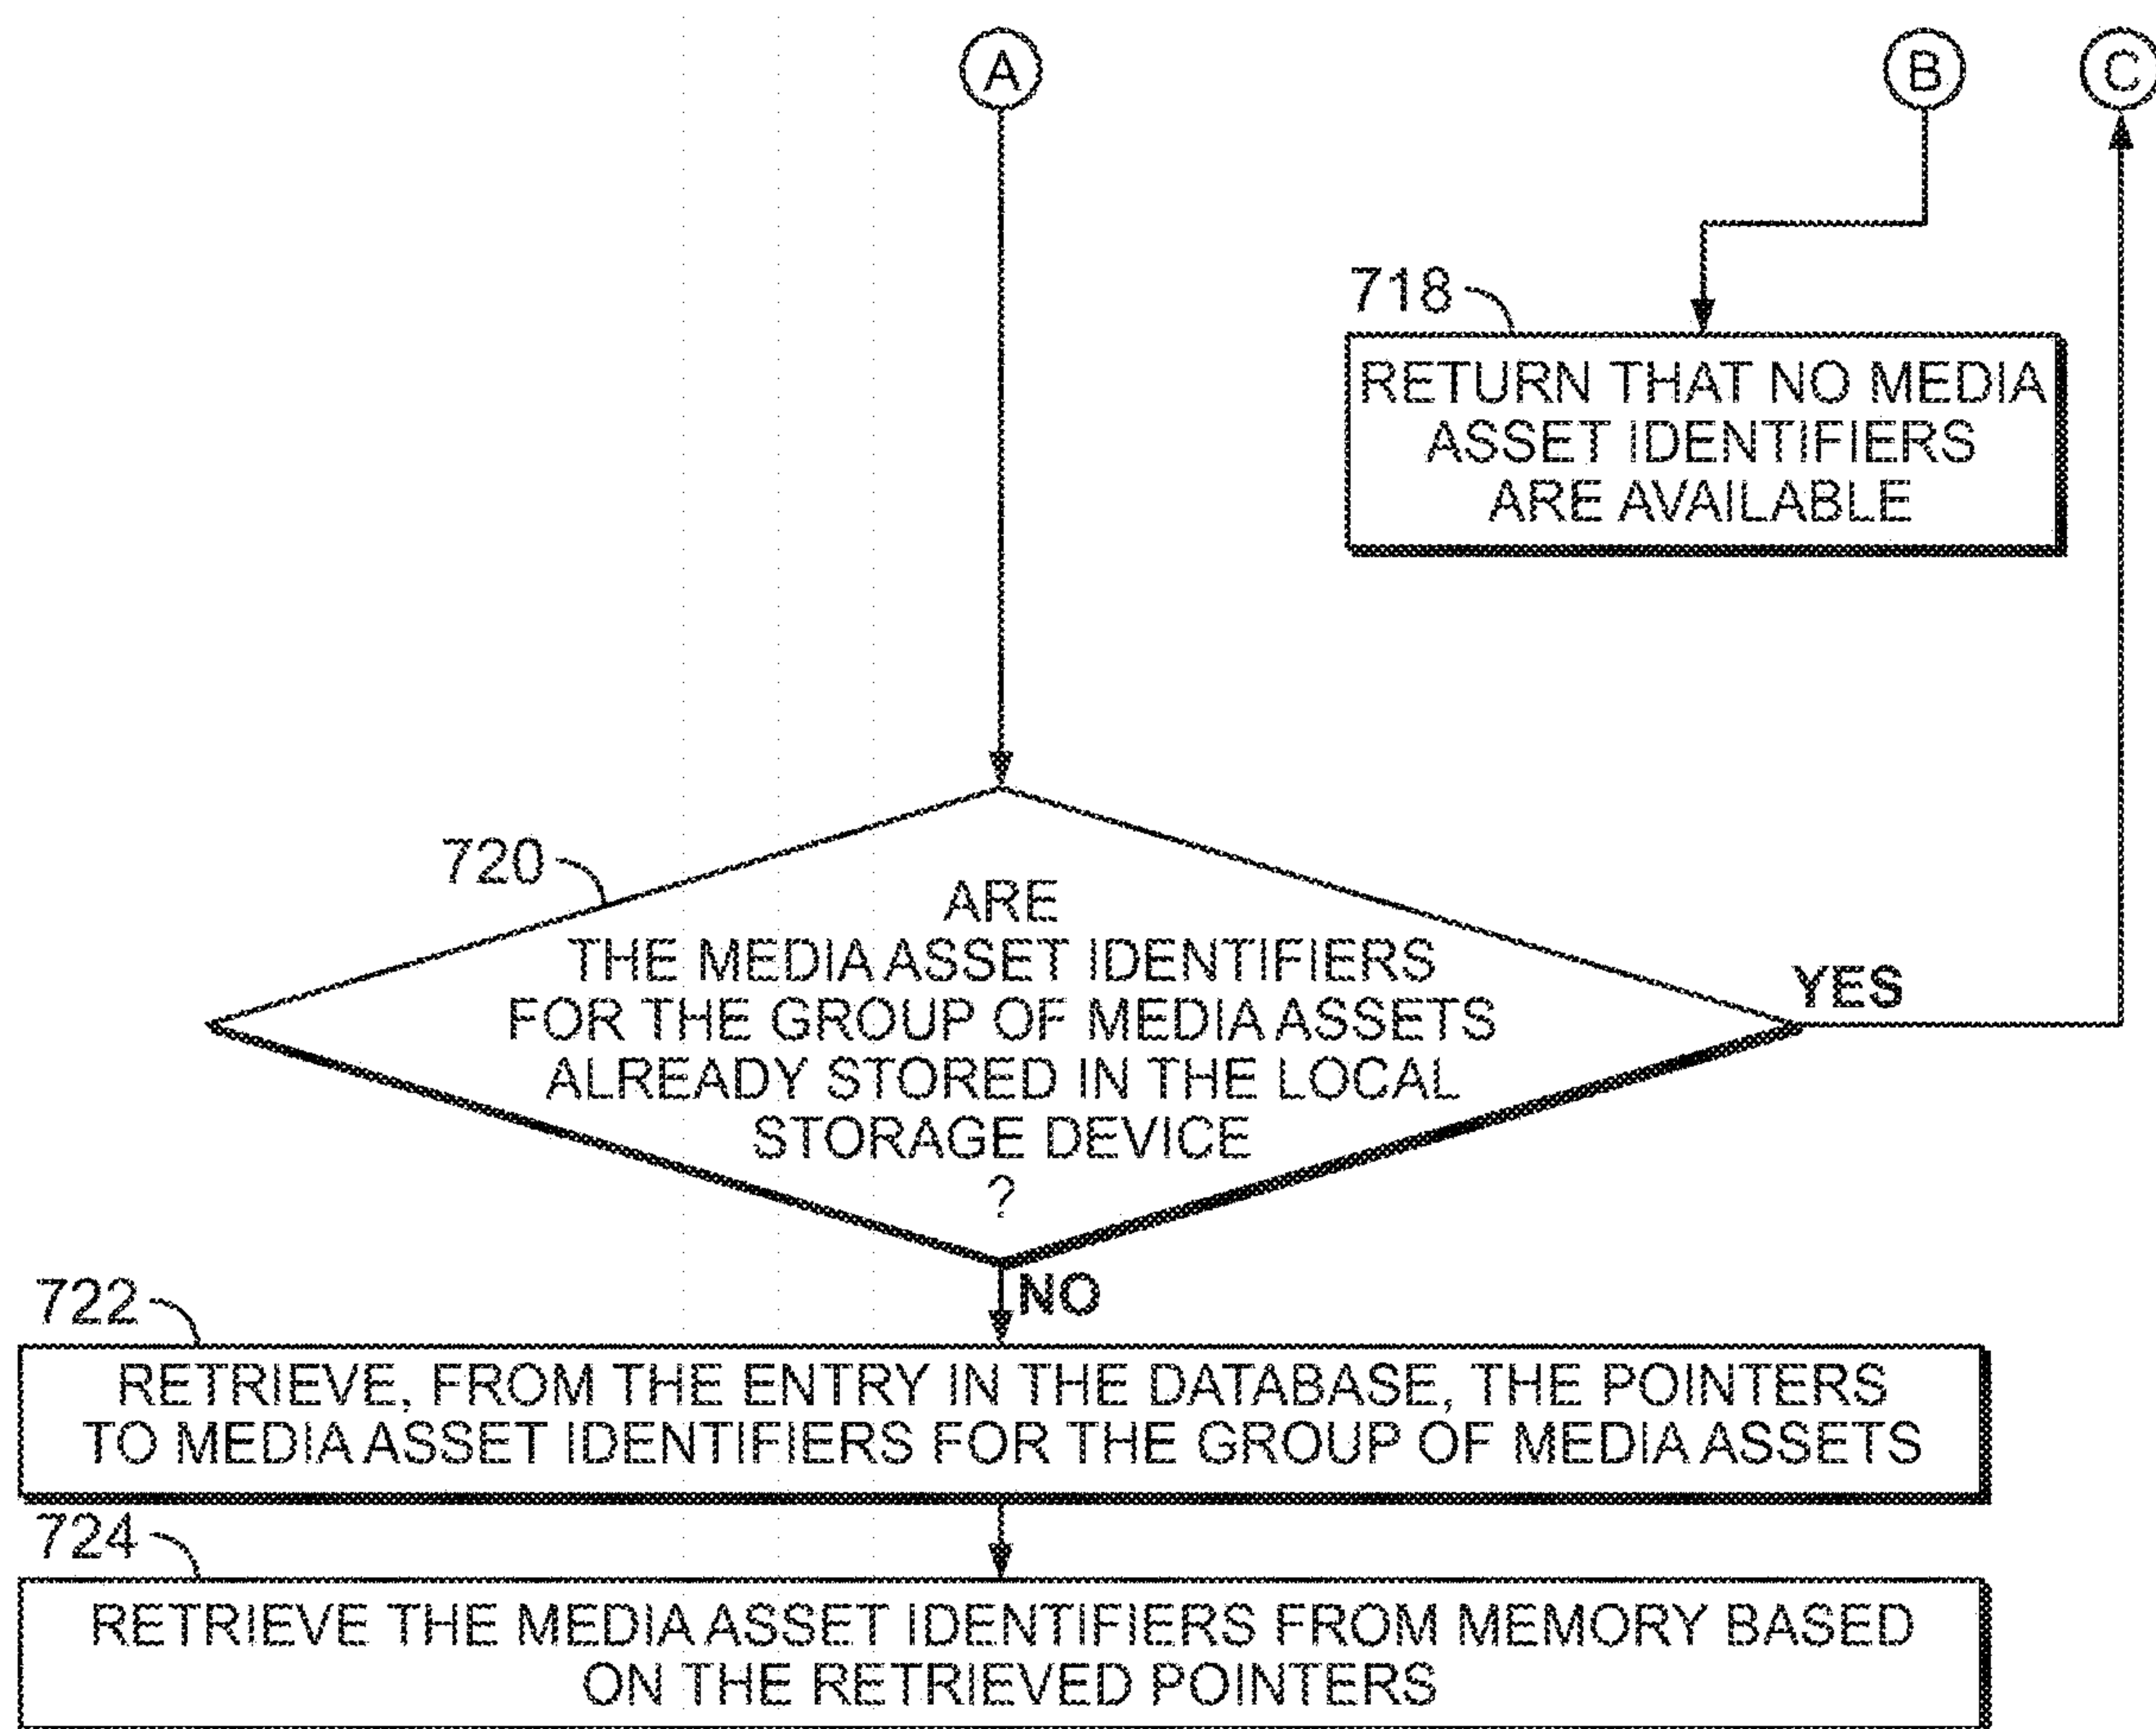 A
B
C
718
RETURN THAT NO MEDIA
ASSET IDENTIFIERS
ARE AVAILABLE
720
ARE
THE MEDIA ASSET IDENTIFIERS
FOR THE GROUP OF MEDIA ASSETS
ALREADY STORED IN THE LOCAL
STORAGE DEVICE
?
YES
NO
722
RETRIEVE, FROM THE ENTRY IN THE DATABASE, THE POINTERS
TO MEDIA ASSET IDENTIFIERS FOR THE GROUP OF MEDIA ASSETS
724
RETRIEVE THE MEDIA ASSET IDENTIFIERS FROM MEMORY BASED
ON THE RETRIEVED POINTERS